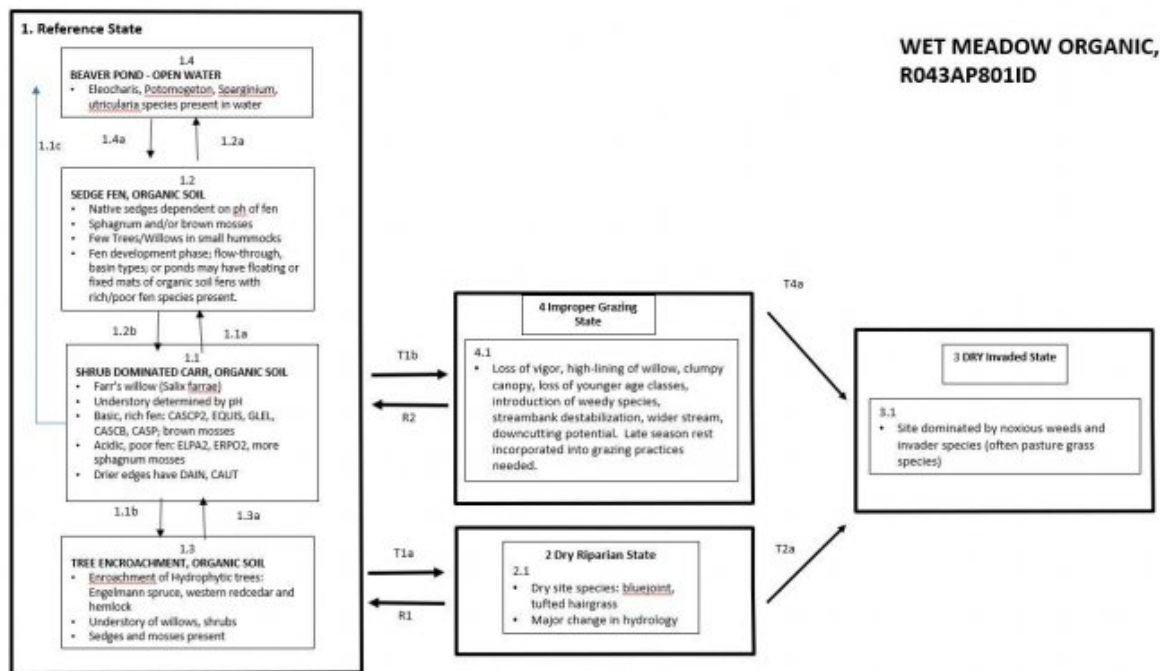 1. Reference State
WET MEADOW ORGANIC,
R043AP801ID
1.4
BEAVER POND - OPEN WATER
• Eleocharis, Potomogeton, Sparginium,
utricularia species present in water
1.1c
1.4a
1.2a
1.2
SEDGE FEN, ORGANIC SOIL
• Native sedges dependent on ph of fen
• Sphagnum and/or brown mosses
• Few Trees/Willows in small hummocks
• Fen development phase; flow-through,
basin types; or ponds may have floating or
fixed mats of organic soil fens with
rich/poor fen species present.
1.2b
1.1a
1.1
SHRUB DOMINATED CARR, ORGANIC SOIL
• Farr's willow (Salix farrae)
• Understory determined by pH
• Basic, rich fen: CASCP2, EQUIS, GLEL,
CASCB, CASP; brown mosses
• Acidic, poor fen: ELPA2, ERPO2, more
sphagnum mosses
• Drier edges have DAIN, CAUT
1.1b
1.3a
1.3
TREE ENCROACHMENT, ORGANIC SOIL
• Enroachment of Hydrophytic trees:
Engelmann spruce, western redcedar and
hemlock
• Understory of willows, shrubs
• Sedges and mosses present
T1b
R2
T1a
R1
4 Improper Grazing
State
4.1
• Loss of vigor, high-lining of willow, clumpy
canopy, loss of younger age classes,
introduction of weedy species,
streambank destabilization, wider stream,
downcutting potential. Late season rest
incorporated into grazing practices
needed.
2 Dry Riparian State
2.1
• Dry site species: bluejoint,
tufted hairgrass
• Major change in hydrology
T4a
T2a
3 DRY Invaded State
3.1
• Site dominated by noxious weeds and
invader species (often pasture grass
species)